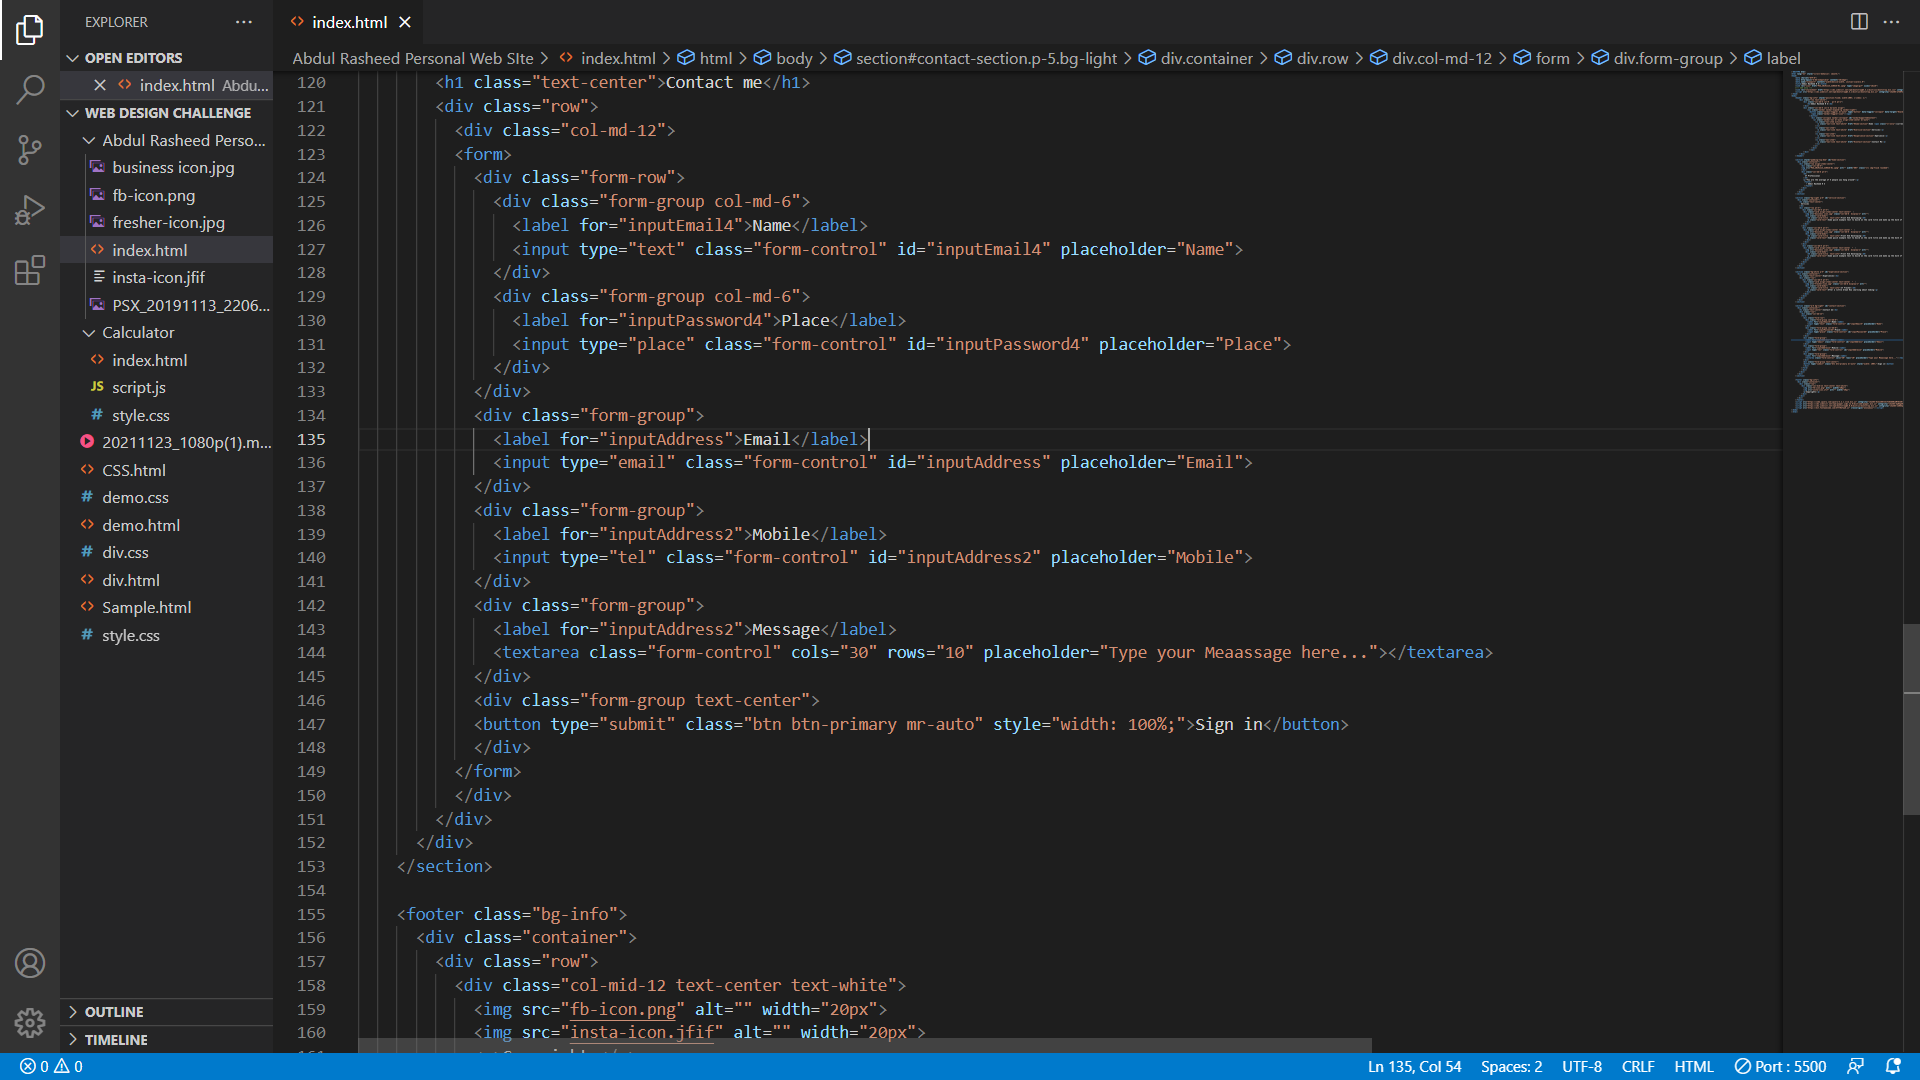 EXPLORER
OPEN EDITORS
index.html Abdu...
WEB DESIGN CHALLENGE
Abdul Rasheed Perso...
business icon.jpg
fb-icon.png
fresher-icon.jpg
index.html
insta-icon.jfif
PSX_20191113_2206...
Calculator
index.html
JS script.js
# style.css
20211123_1080p(1).m...
CSS.html
# demo.css
demo.html
# div.css
div.html
Sample.html
# style.css
OUTLINE
TIMELINE
index.html
Abdul Rasheed Personal Web SIte > index.html > html > body > section#contact-section.p-5.bg-light > div.container > div.row > div.col-md-12 > form > div.form-group > label
120 <h1 class="text-center">Contact me</h1>
121 <div class="row">
122 <div class="col-md-12">
123 <form>
124 <div class="form-row">
125 <div class="form-group col-md-6">
126 <label for="inputEmail4">Name</label>
127 <input type="text" class="form-control" id="inputEmail4" placeholder="Name">
128 </div>
129 <div class="form-group col-md-6">
130 <label for="inputPassword4">Place</label>
131 <input type="place" class="form-control" id="inputPassword4" placeholder="Place">
132 </div>
133 </div>
134 <div class="form-group">
135 <label for="inputAddress">Email</label>
136 <input type="email" class="form-control" id="inputAddress" placeholder="Email">
137 </div>
138 <div class="form-group">
139 <label for="inputAddress2">Mobile</label>
140 <input type="tel" class="form-control" id="inputAddress2" placeholder="Mobile">
141 </div>
142 <div class="form-group">
143 <label for="inputAddress2">Message</label>
144 <textarea class="form-control" cols="30" rows="10" placeholder="Type your Meaassage here..."></textarea>
145 </div>
146 <div class="form-group text-center">
147 <button type="submit" class="btn btn-primary mr-auto" style="width: 100%;">Sign in</button>
148 </div>
149 </form>
150 </div>
151 </div>
152 </div>
153 </section>
154
155 <footer class="bg-info">
156 <div class="container">
157 <div class="row">
158 <div class="col-mid-12 text-center text-white">
159 <img src="fb-icon.png" alt="" width="20px">
160 <img src="insta-icon.jfif" alt="" width="20px">
0 0
Ln 135, Col 54 Spaces: 2 UTF-8 CRLF HTML Port : 5500